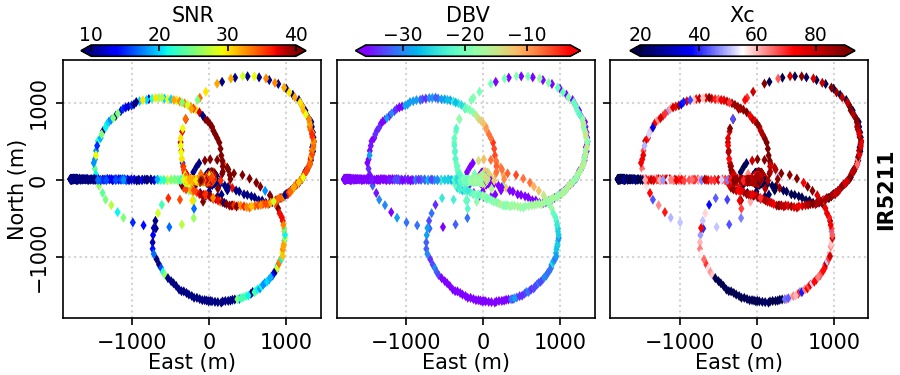 SNR DBV Xc
10 20 30 40 −30 −20 −10 20 40 60 80
North (m)
1000
0
−1000
−1000 0 1000 −1000 0 1000 −1000 0 1000
East (m) East (m) East (m)
IR5211